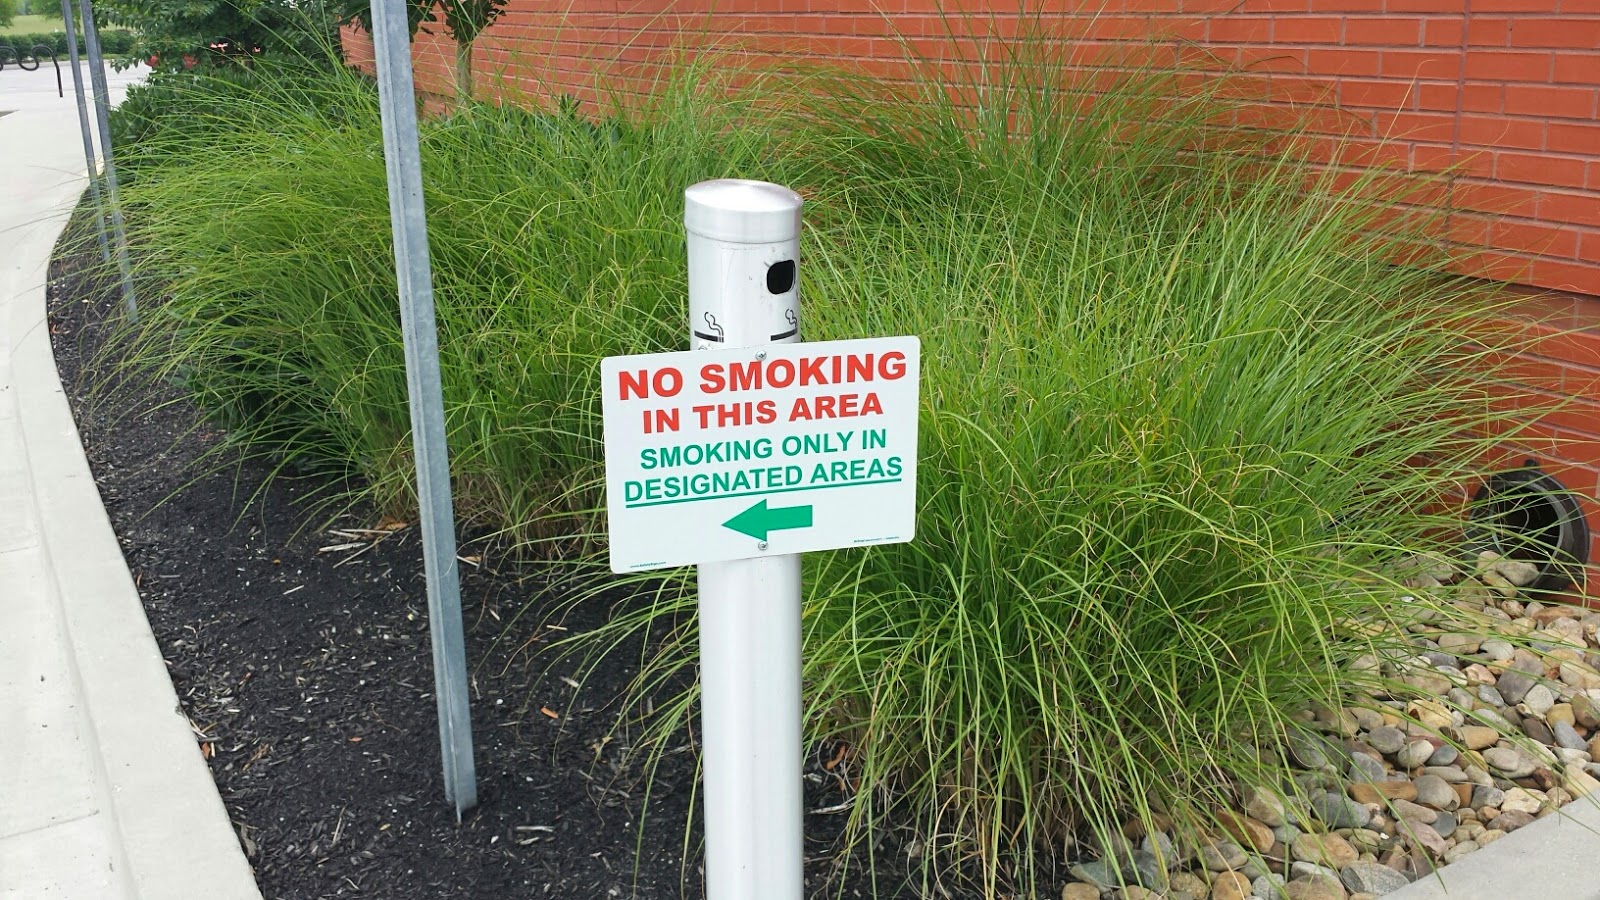 NO SMOKING
IN THIS AREA
SMOKING ONLY IN
DESIGNATED AREAS